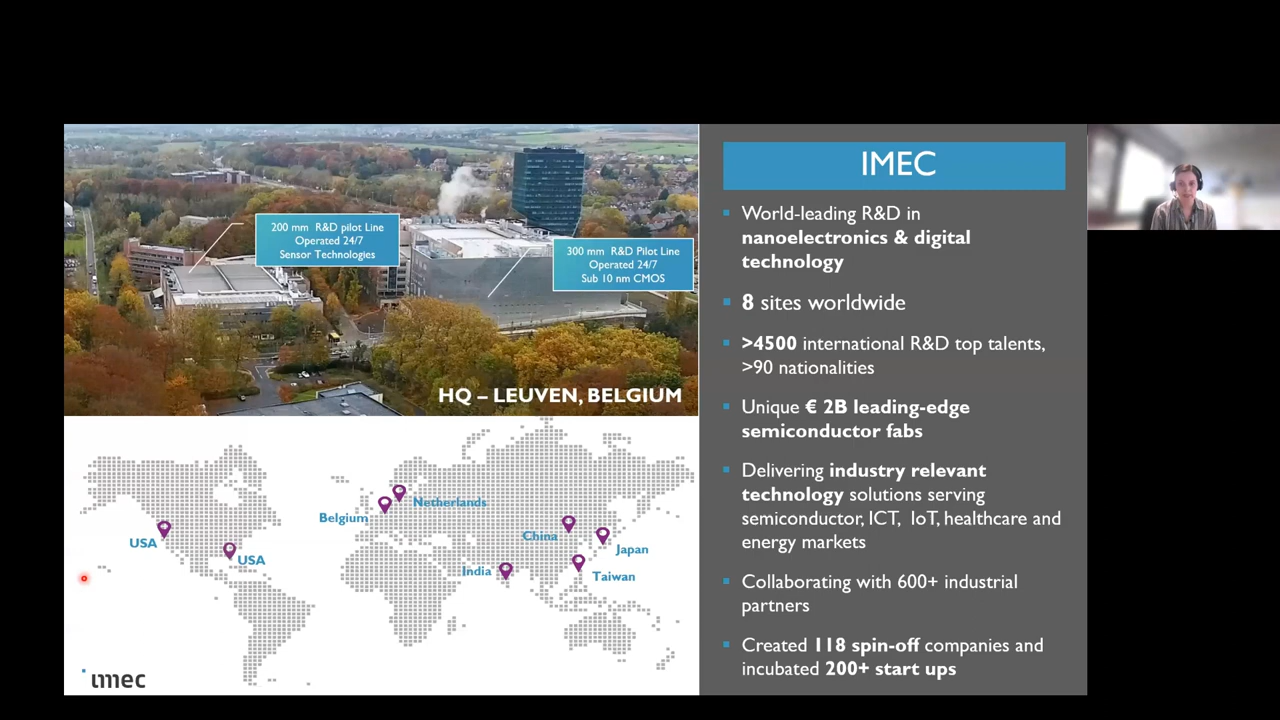 200 mm R&D pilot Line
Operated 24/7
Sensor Technologies
300 mm R&D Pilot Line
Operated 24/7
Sub 10 nm CMOS
HQ – LEUVEN, BELGIUM
Netherlands
Belgium
China
USA
Japan
USA
India
Taiwan
imec
IMEC
World-leading R&D in
nanoelectronics & digital
technology
8 sites worldwide
>4500 international R&D top talents,
>90 nationalities
Unique € 2B leading-edge
semiconductor fabs
Delivering industry relevant
technology solutions serving
semiconductor, ICT, IoT, healthcare and
energy markets
Collaborating with 600+ industrial
partners
Created 118 spin-off companies and
incubated 200+ start ups